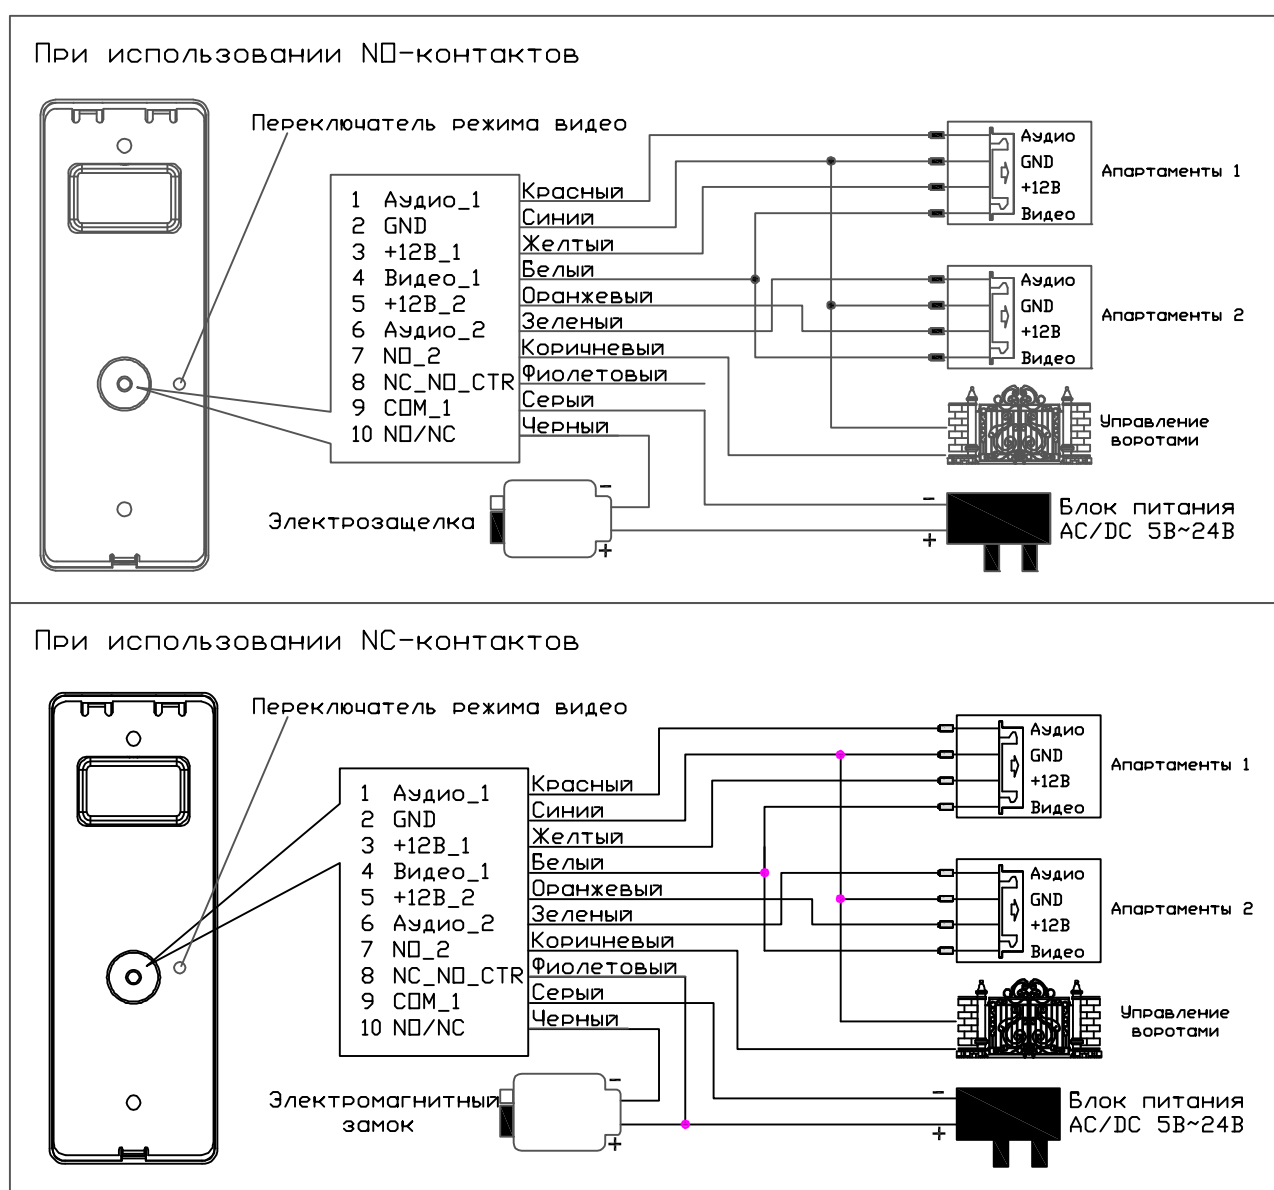 При использовании NO-контактов
Переключатель режима видео
1 Аудио_1 Красный
2 GND Синий
3 +12В_1 Желтый
4 Видео_1 Белый
5 +12В_2 Оранжевый
6 Аудио_2 Зеленый
7 NO_2 Коричневый
8 NC_NO_CTR Фиолетовый
9 COM_1 Серый
10 NO/NC Черный
Аудио
GND
+12В
Видео
Апартаменты 1
Аудио
GND
+12В
Видео
Апартаменты 2
Управление
воротами
Электрозащелка
-
+
-
+
Блок питания
AC/DC 5В~24В
При использовании NC-контактов
Переключатель режима видео
1 Аудио_1 Красный
2 GND Синий
3 +12В_1 Желтый
4 Видео_1 Белый
5 +12В_2 Оранжевый
6 Аудио_2 Зеленый
7 NO_2 Коричневый
8 NC_NO_CTR Фиолетовый
9 COM_1 Серый
10 NO/NC Черный
Аудио
GND
+12В
Видео
Апартаменты 1
Аудио
GND
+12В
Видео
Апартаменты 2
Управление
воротами
Электромагнитный
замок
-
+
-
+
Блок питания
AC/DC 5В~24В